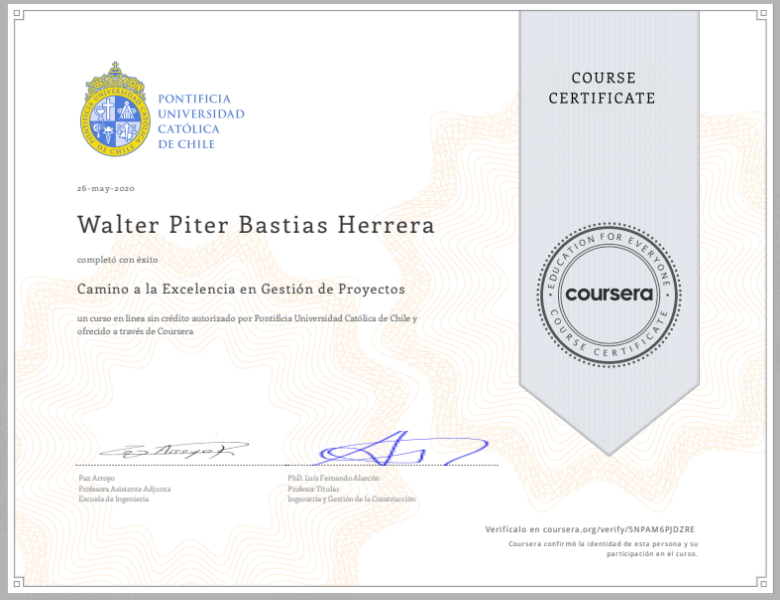 PONTIFICIA
UNIVERSIDAD
CATÓLICA
DE CHILE
COURSE
CERTIFICATE
26-may-2020
Walter Piter Bastias Herrera
completó con éxito
Camino a la Excelencia en Gestión de Proyectos
un curso en línea sin crédito autorizado por Pontificia Universidad Católica de Chile y
ofrecido a través de Coursera
EDUCATION FOR EVERYONE
coursera
COURSE CERTIFICATE
Paz Arroyo
Profesora Asistente Adjunta
Escuela de Ingeniería
PhD. Luis Fernando Alarcón
Profesor Titular
Ingeniería y Gestión de la Construcción
Verifícalo en coursera.org/verify/5NPAM6PJDZRE
Coursera confirmó la identidad de esta persona y su
participación en el curso.